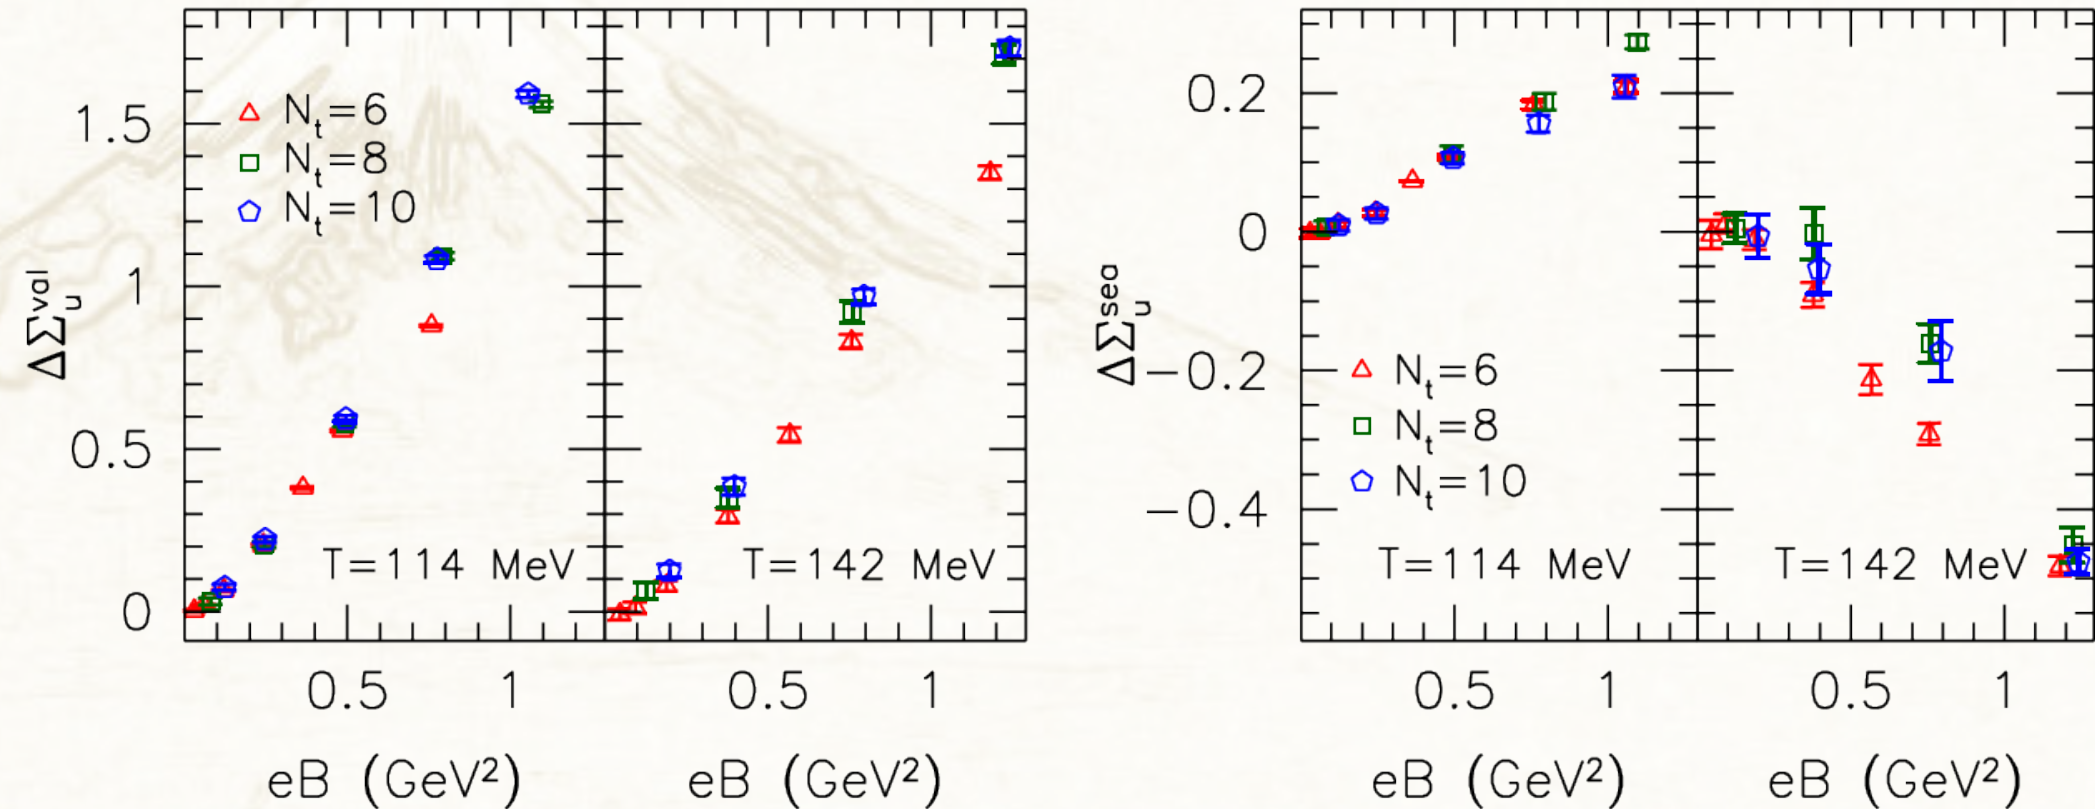 ΔΣ_u^val
1.5
1
0.5
0
N_t=6
N_t=8
N_t=10
T=114 MeV
T=142 MeV
0.5
1
0.5
1
eB (GeV²)
eB (GeV²)
ΔΣ_u^sea
0.2
0
−0.2
−0.4
N_t=6
N_t=8
N_t=10
T=114 MeV
T=142 MeV
0.5
1
0.5
1
eB (GeV²)
eB (GeV²)